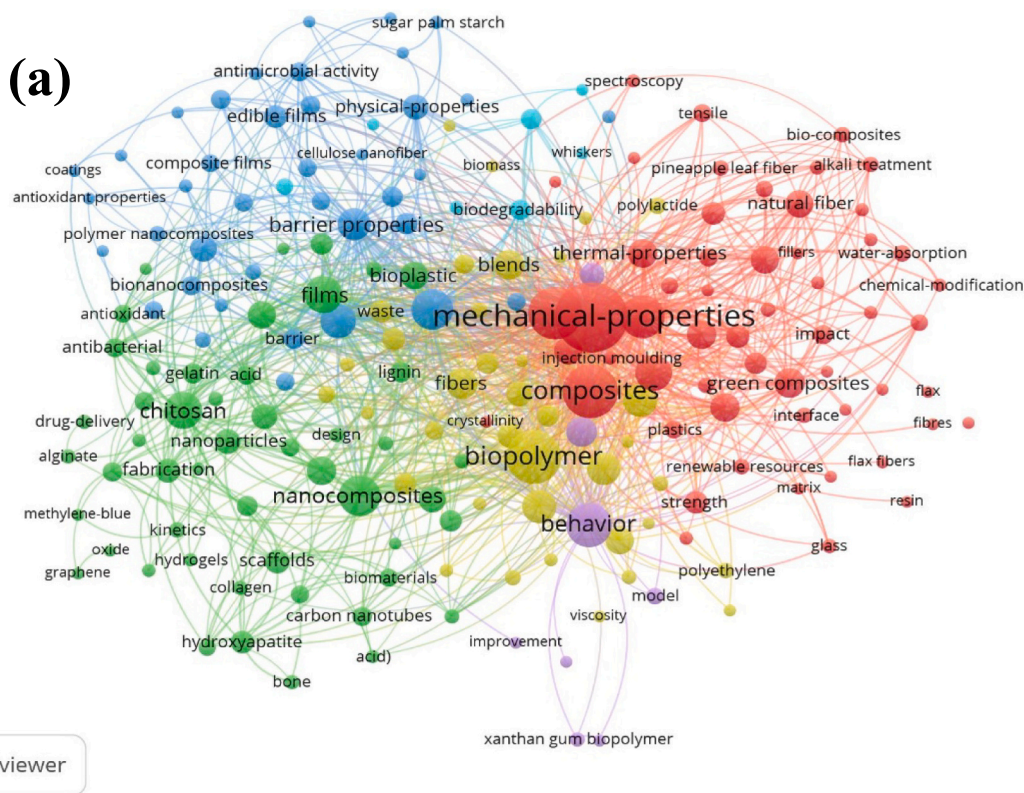 sugar palm starch
(a)
antimicrobial activity
spectroscopy
edible films
physical-properties
tensile
bio-composites
coatings
composite films
cellulose nanofiber
biomass
whiskers
pineapple leaf fiber
alkali treatment
antioxidant properties
biodegradability
polylactide
natural fiber
polymer nanocomposites
barrier properties
thermal-properties
fillers
water-absorption
bionanocomposites
bioplastic
blends
chemical-modification
films
antioxidant
waste
mechanical-properties
antibacterial
barrier
impact
injection moulding
gelatin
acid
lignin
fibers
composites
green composites
flax
chitosan
drug-delivery
crystallinity
interface
fibres
nanoparticles
design
plastics
alginate
fabrication
biopolymer
renewable resources
flax fibers
matrix
nanocomposites
strength
resin
methylene-blue
kinetics
behavior
oxide
hydrogels
scaffolds
glass
graphene
collagen
biomaterials
polyethylene
model
carbon nanotubes
viscosity
hydroxyapatite
improvement
acid)
bone
xanthan gum biopolymer
viewer